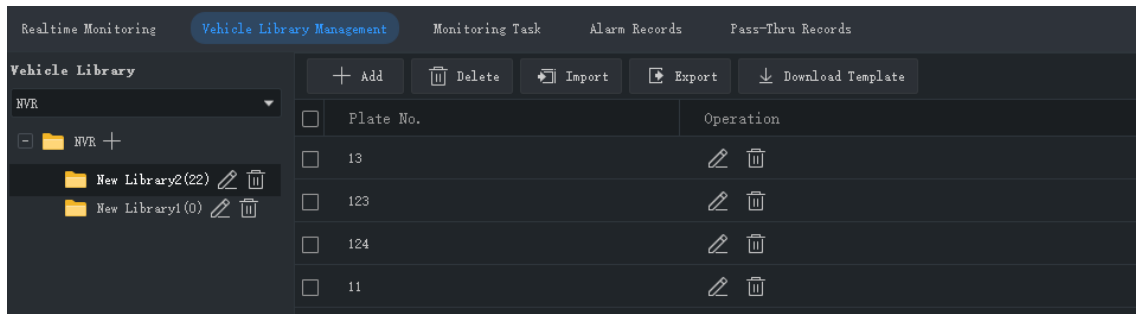 Realtime Monitoring Vehicle Library Management Monitoring Task Alarm Records Pass-Thru Records
Vehicle Library
Add Delete Import Export Download Template
NVR
Plate No. Operation
NVR
13
New Library2(22)
123
New Library1(0)
124
11